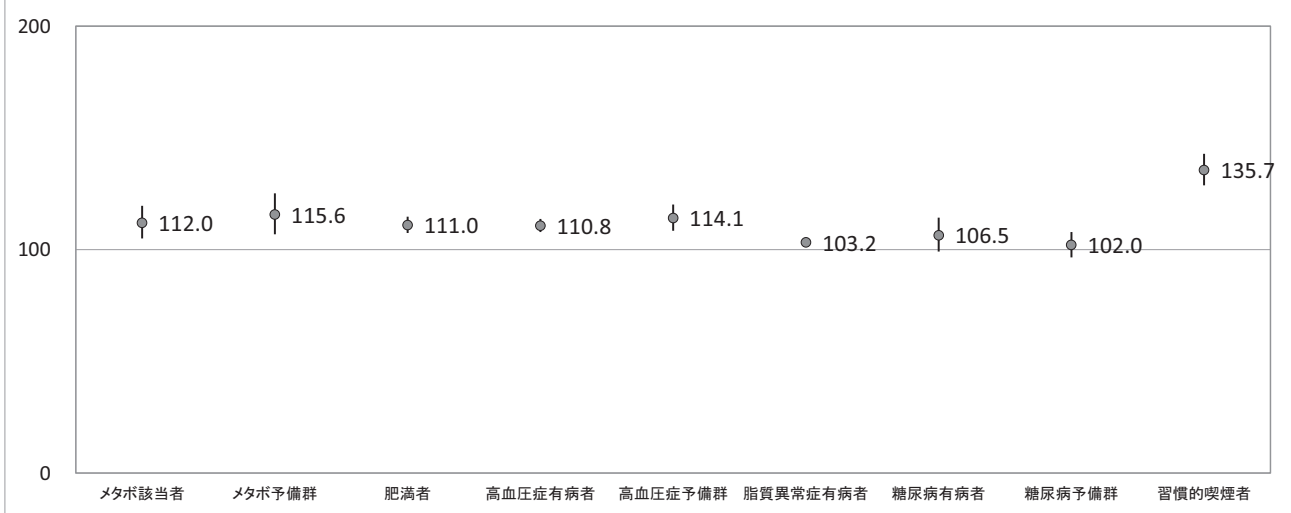 200
135.7
112.0
115.6
111.0
110.8
114.1
103.2
106.5
102.0
100
0
メタボ該当者
メタボ予備群
肥満者
高血圧症有病者
高血圧症予備群
脂質異常症有病者
糖尿病有病者
糖尿病予備群
習慣的喫煙者